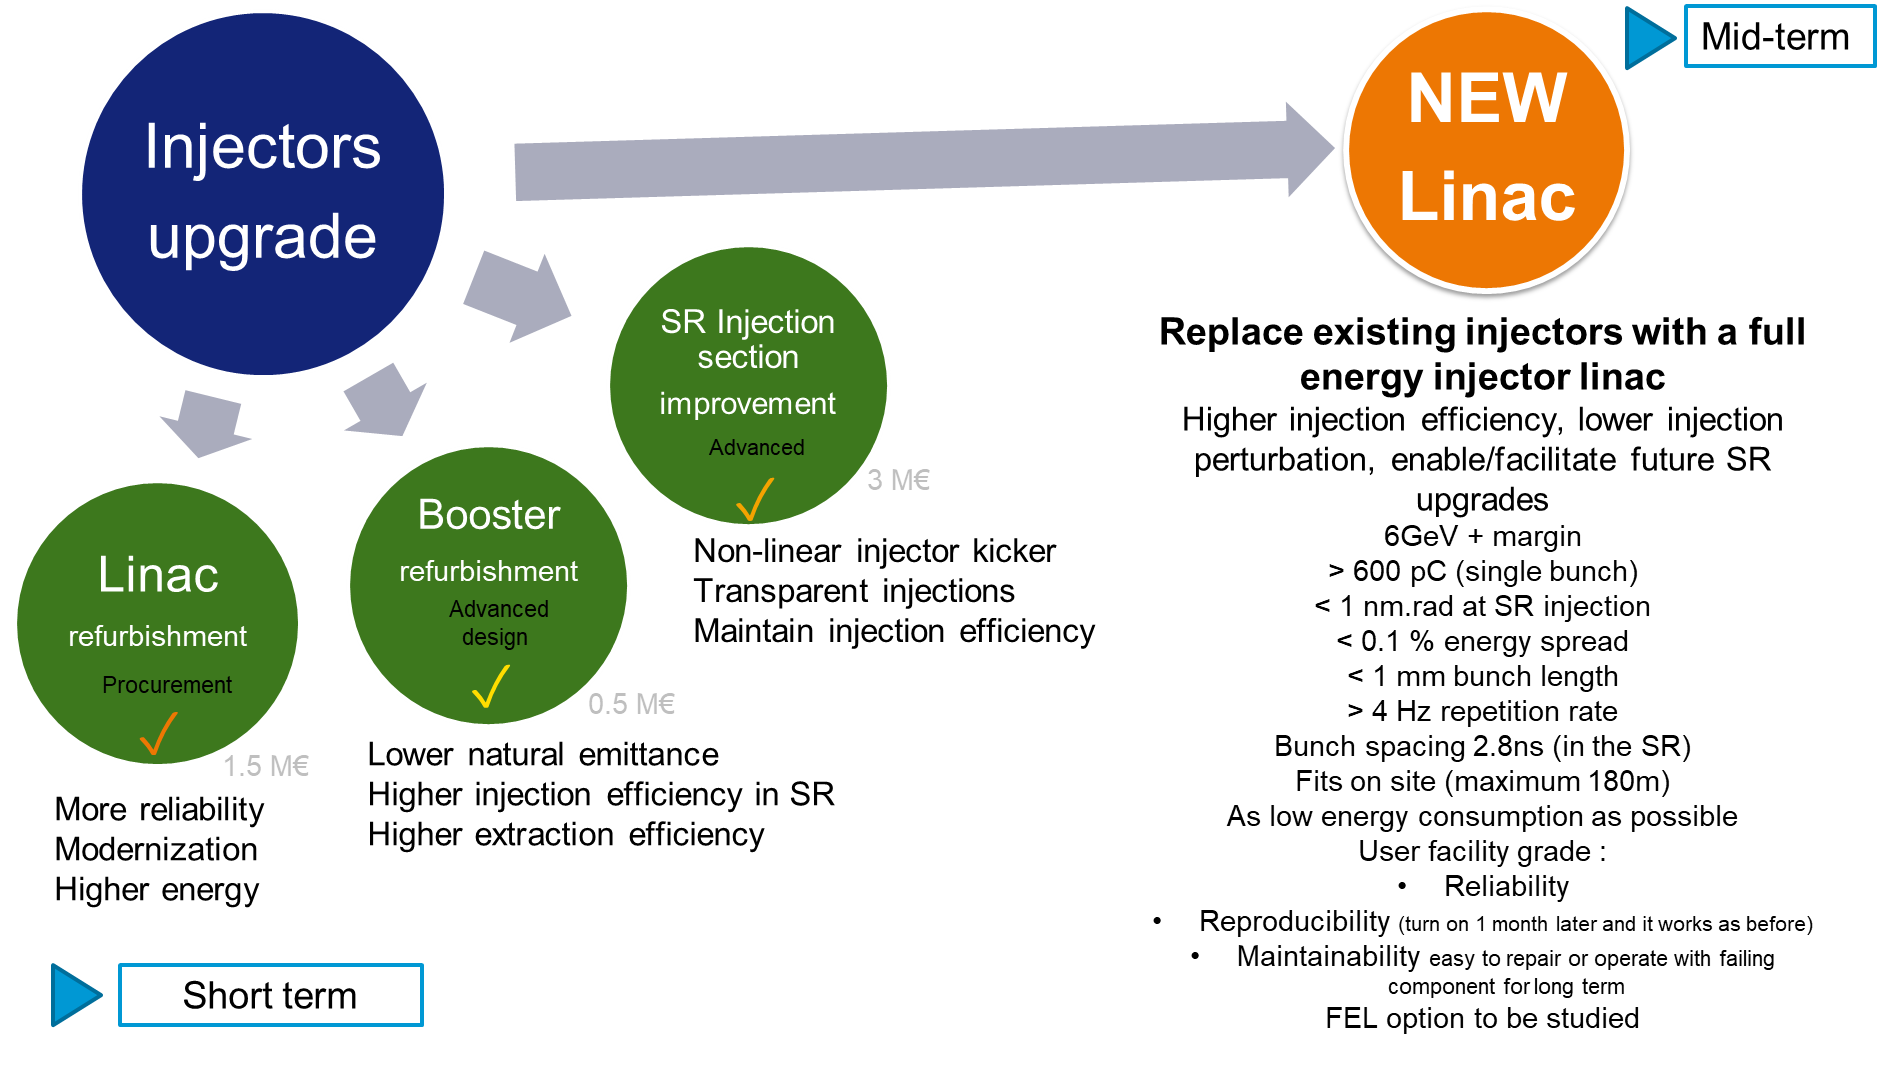 Injectors
upgrade
NEW
Linac
Mid-term
SR Injection
section
improvement
Advanced
3 M€
Non-linear injector kicker
Transparent injections
Maintain injection efficiency
Booster
refurbishment
Advanced
design
0.5 M€
Lower natural emittance
Higher injection efficiency in SR
Higher extraction efficiency
Linac
refurbishment
Procurement
1.5 M€
More reliability
Modernization
Higher energy
Short term
Replace existing injectors with a full
energy injector linac
Higher injection efficiency, lower injection
perturbation, enable/facilitate future SR
upgrades
6GeV + margin
> 600 pC (single bunch)
< 1 nm.rad at SR injection
< 0.1 % energy spread
< 1 mm bunch length
> 4 Hz repetition rate
Bunch spacing 2.8ns (in the SR)
Fits on site (maximum 180m)
As low energy consumption as possible
User facility grade :
• Reliability
• Reproducibility (turn on 1 month later and it works as before)
• Maintainability easy to repair or operate with failing
component for long term
FEL option to be studied